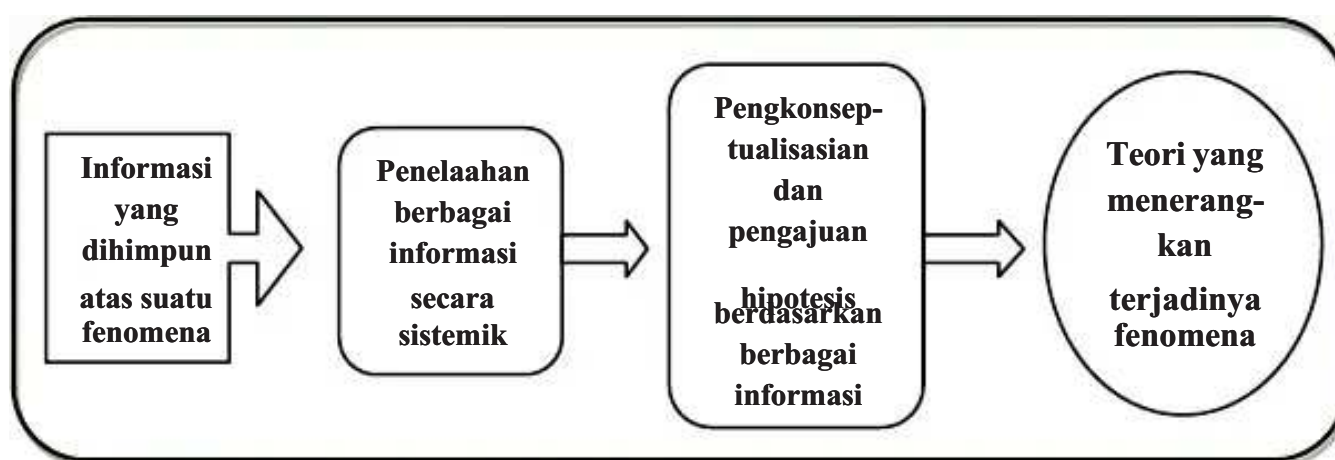 Informasi
yang
dihimpun
atas suatu
fenomena
Penelaahan
berbagai
informasi
secara
sistemik
Pengkonsep-
tualisasian
dan
pengajuan
hipotesis
berdasarkan
berbagai
informasi
Teori yang
menerang-
kan
terjadinya
fenomena